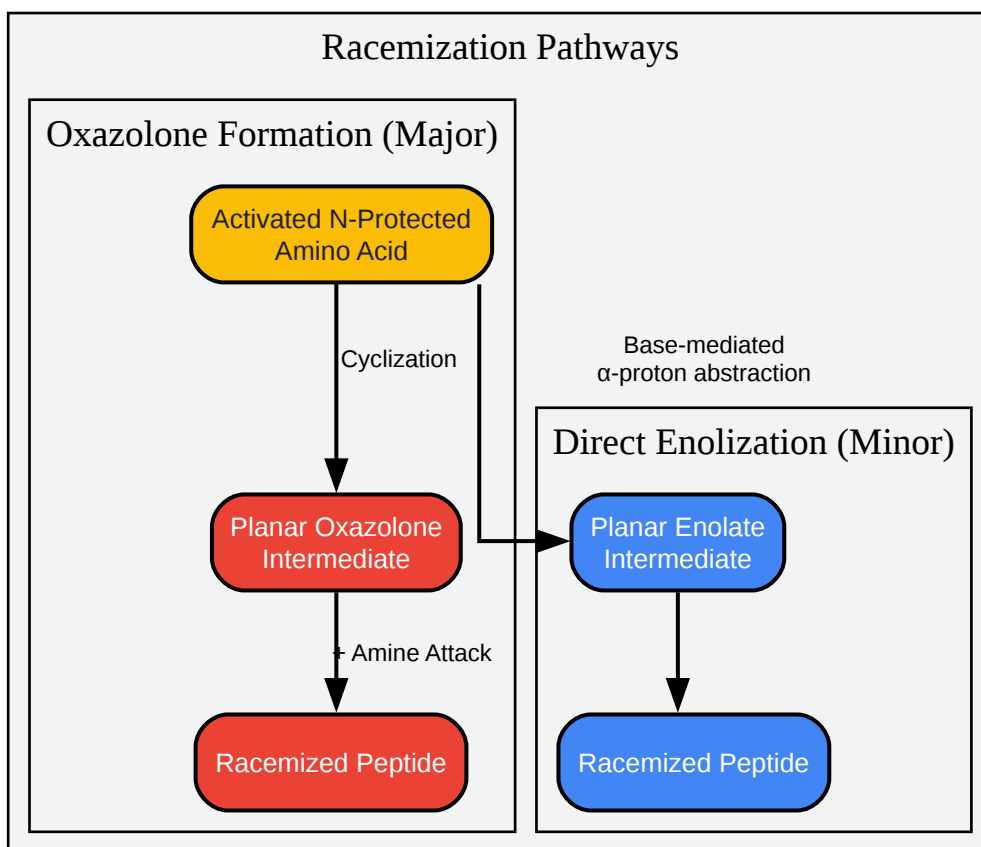 Racemization Pathways
Oxazolone Formation (Major)
Activated N-Protected
Amino Acid
Cyclization
Base-mediated
α-proton abstraction
Direct Enolization (Minor)
Planar Oxazolone
Intermediate
Planar Enolate
Intermediate
+ Amine Attack
Racemized Peptide
Racemized Peptide